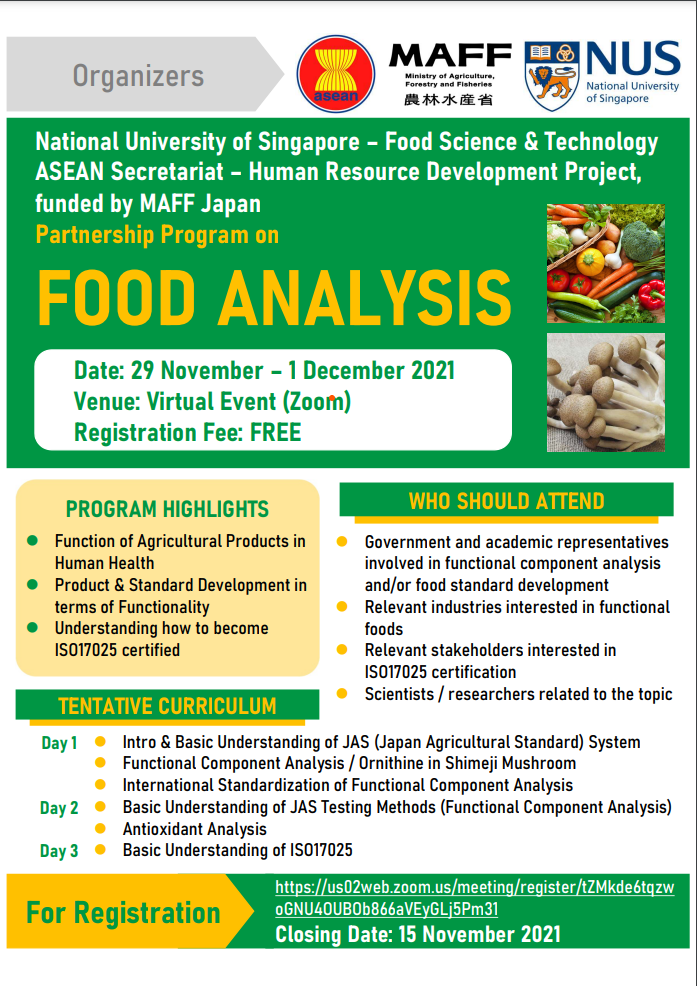 Organizers
asean
MAFF
Ministry of Agriculture,
Forestry and Fisheries
農林水産省
NUS
National University
of Singapore
National University of Singapore – Food Science & Technology
ASEAN Secretariat – Human Resource Development Project,
funded by MAFF Japan
Partnership Program on
FOOD ANALYSIS
Date: 29 November – 1 December 2021
Venue: Virtual Event (Zoom)
Registration Fee: FREE
PROGRAM HIGHLIGHTS
Function of Agricultural Products in
Human Health
Product & Standard Development in
terms of Functionality
Understanding how to become
ISO17025 certified
WHO SHOULD ATTEND
Government and academic representatives
involved in functional component analysis
and/or food standard development
Relevant industries interested in functional
foods
Relevant stakeholders interested in
ISO17025 certification
Scientists / researchers related to the topic
TENTATIVE CURRICULUM
Day 1 Intro & Basic Understanding of JAS (Japan Agricultural Standard) System
Functional Component Analysis / Ornithine in Shimeji Mushroom
International Standardization of Functional Component Analysis
Day 2 Basic Understanding of JAS Testing Methods (Functional Component Analysis)
Antioxidant Analysis
Day 3 Basic Understanding of ISO17025
For Registration
https://us02web.zoom.us/meeting/register/tZMkde6tqzw
oGNU4OUBOb866aVEyGLj5Pm31
Closing Date: 15 November 2021